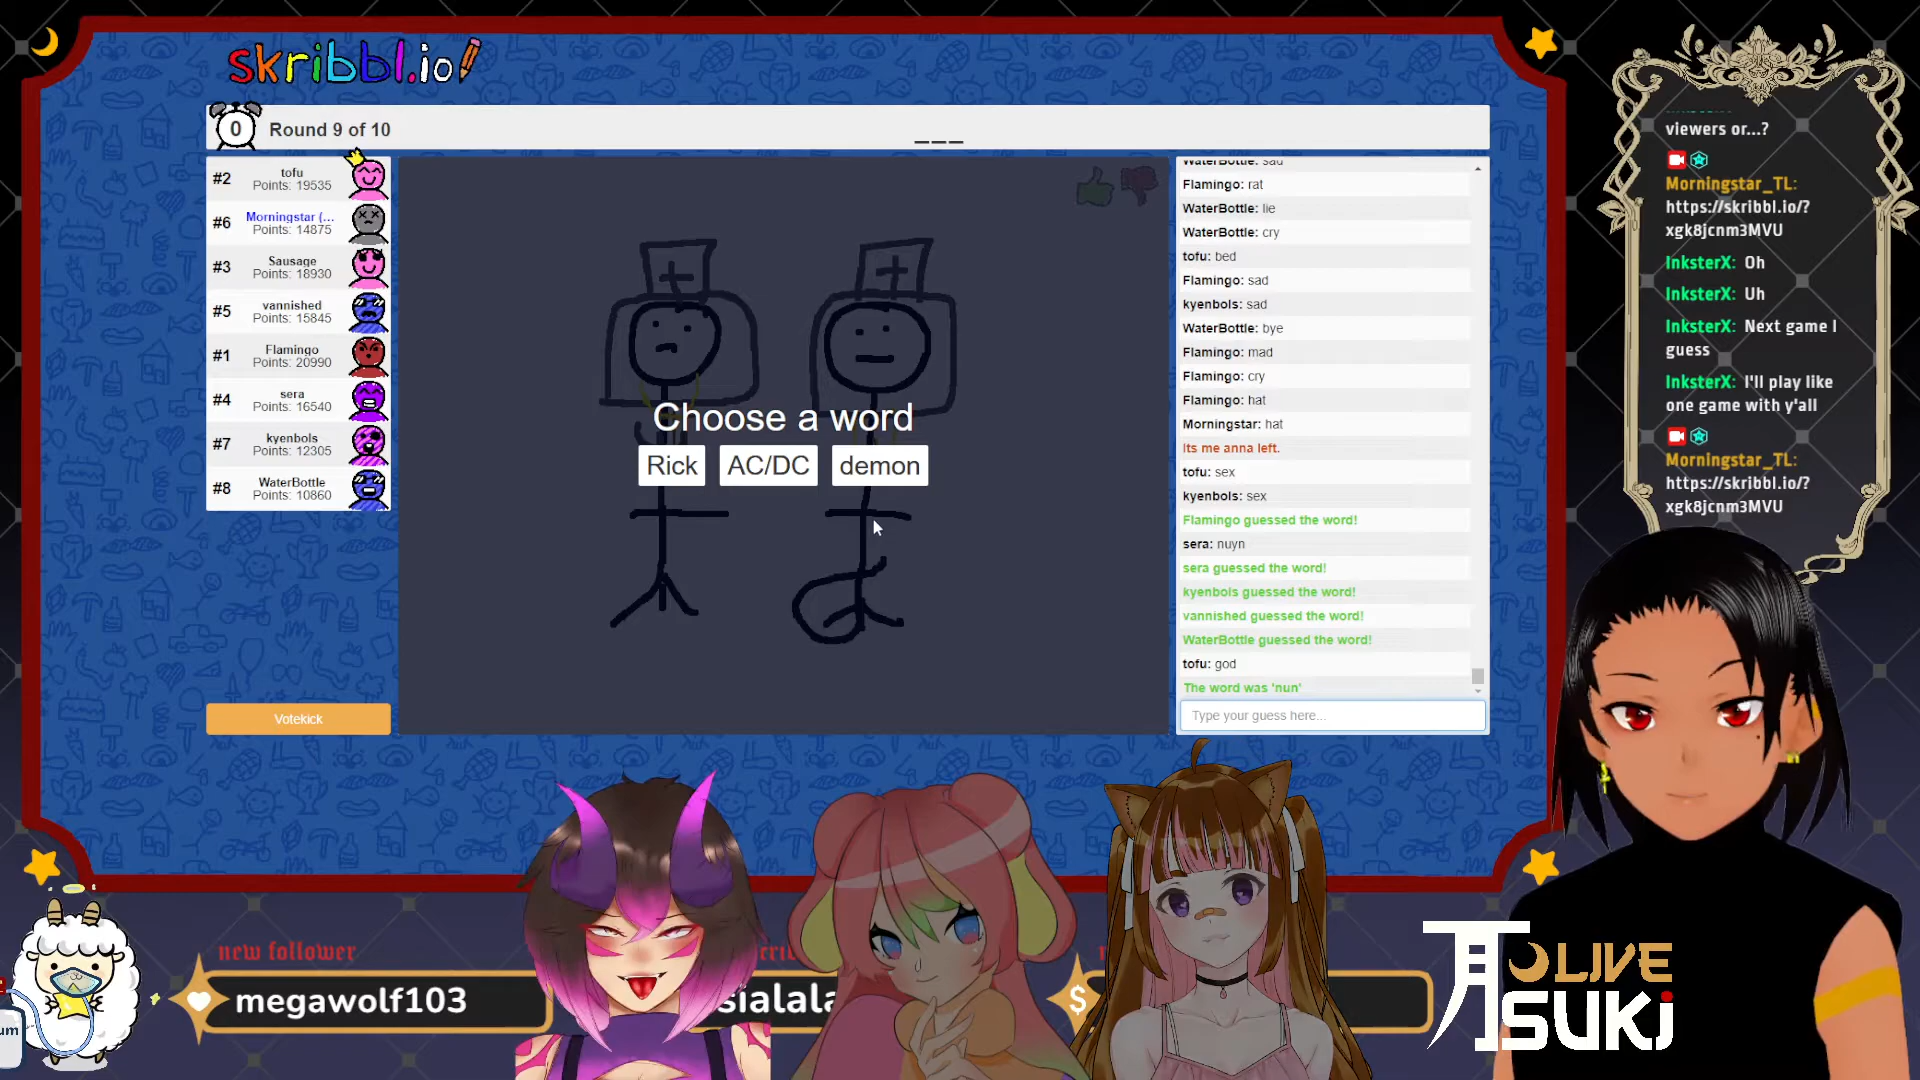 skribbl.io
0
Round 9 of 10
___
#2
tofu
Points: 19535
#6
Morningstar (...
Points: 14875
#3
Sausage
Points: 18930
#5
vannished
Points: 15845
#1
Flamingo
Points: 20990
#4
sera
Points: 16540
#7
kyenbols
Points: 12305
#8
WaterBottle
Points: 10860
Votekick
Choose a word
Rick
AC/DC
demon
WaterBottle: sad
Flamingo: rat
WaterBottle: lie
WaterBottle: cry
tofu: bed
Flamingo: sad
kyenbols: sad
WaterBottle: bye
Flamingo: mad
Flamingo: cry
Flamingo: hat
Morningstar: hat
Its me anna left.
tofu: sex
kyenbols: sex
Flamingo guessed the word!
sera: nuyn
sera guessed the word!
kyenbols guessed the word!
vannished guessed the word!
WaterBottle guessed the word!
tofu: god
The word was 'nun'
Type your guess here...
viewers or...?
Morningstar_TL:
https://skribbl.io/?
xgk8jcnm3MVU
InksterX: Oh
InksterX: Uh
InksterX: Next game I
guess
InksterX: I'll play like
one game with y'all
Morningstar_TL:
https://skribbl.io/?
xgk8jcnm3MVU
new follower
megawolf103
sialala
$
月 LIVE
TSUKi
um